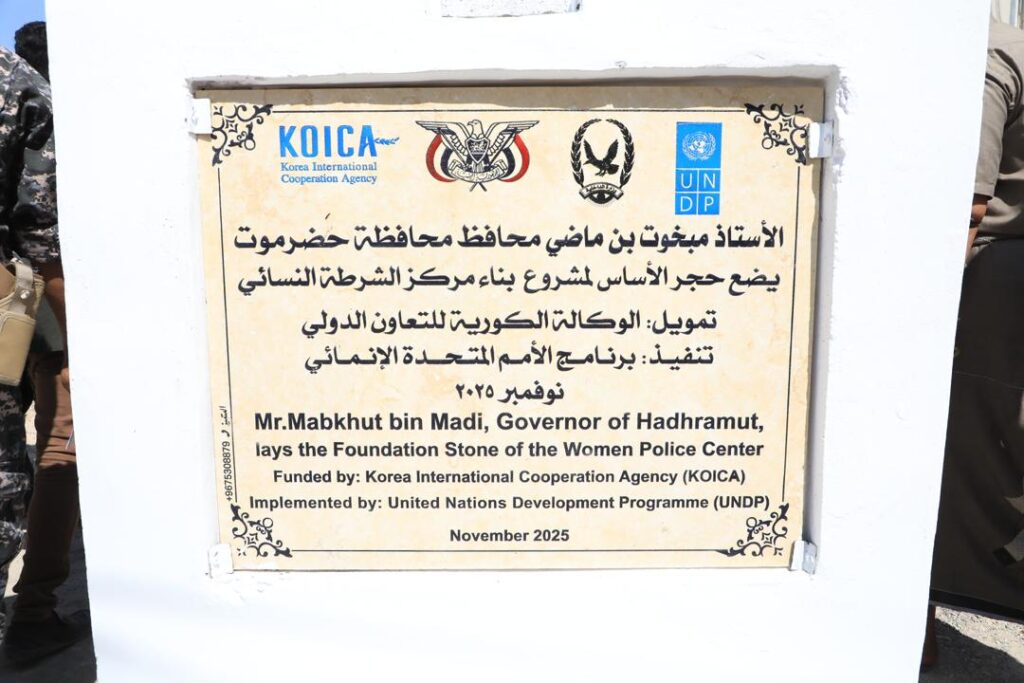 KOICA
Korea International
Cooperation Agency
U N
D P
الأستاذ مبخوت بن ماضي محافظ محافظة حضرموت
يضع حجر الأساس لمشروع بناء مركز الشرطة النسائي
تمويل: الوكالة الكورية للتعاون الدولي
تنفيذ: برنامج الأمم المتحدة الإنمائي
نوفمبر ٢٠٢٥
Mr.Mabkhut bin Madi, Governor of Hadhramut,
lays the Foundation Stone of the Women Police Center
Funded by: Korea International Cooperation Agency (KOICA)
Implemented by: United Nations Development Programme (UNDP)
November 2025
+9675308879